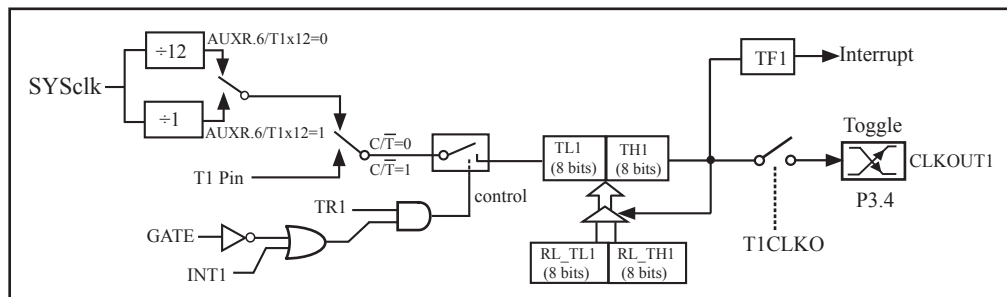 ÷12
AUXR.6/T1x12=0
SYSclk
÷1
AUXR.6/T1x12=1
T1 Pin
C/T̅=0
C/T̅=1
control
TR1
GATE
INT1
TL1
(8 bits)
TH1
(8 bits)
RL_TL1
(8 bits)
RL_TH1
(8 bits)
TF1
Interrupt
Toggle
CLKOUT1
P3.4
T1CLKO